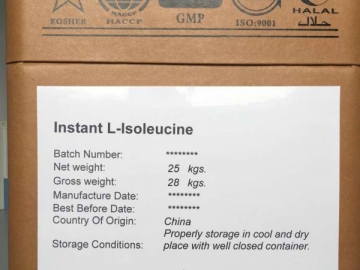 KOSHER HACCP GMP ISO:9001 HALAL
حلال
Instant L-Isoleucine
Batch Number: ********
Net weight: 25 kgs.
Gross weight: 28 kgs.
Manufacture Date: ********
Best Before Date: ********
Country Of Origin: China
Properly storage in cool and dry
Storage Conditions: place with well closed container.